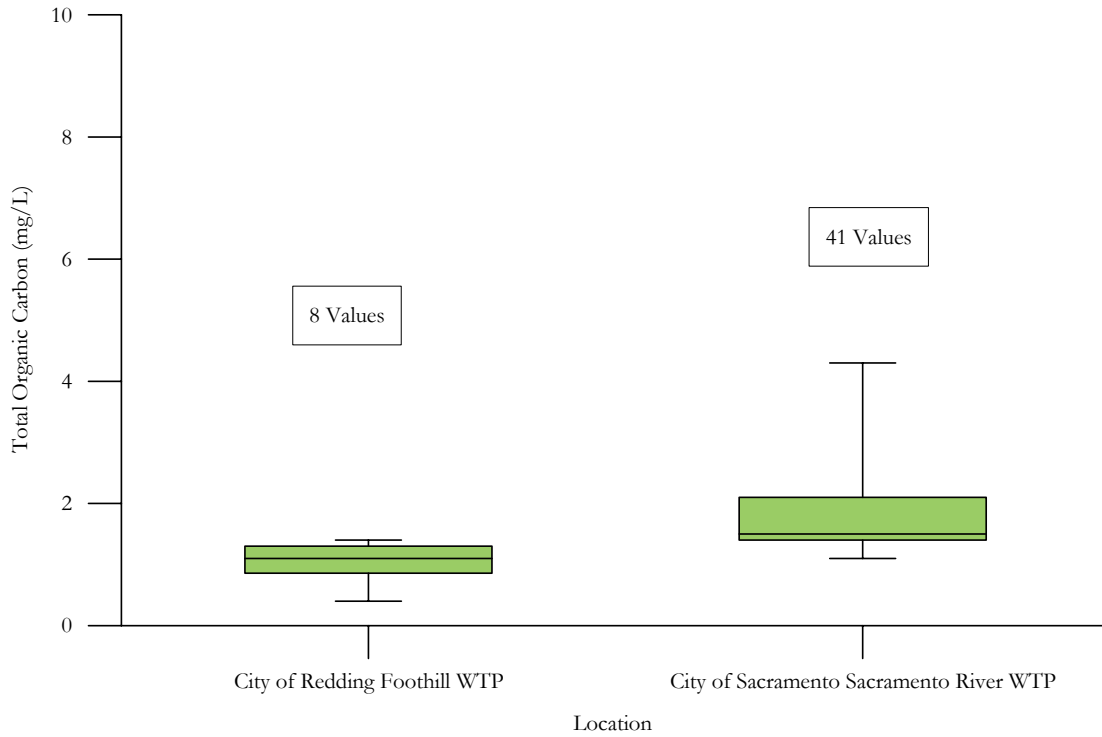 10
8
6
4
2
0
Total Organic Carbon (mg/L)
8 Values
41 Values
City of Redding Foothill WTP
City of Sacramento Sacramento River WTP
Location